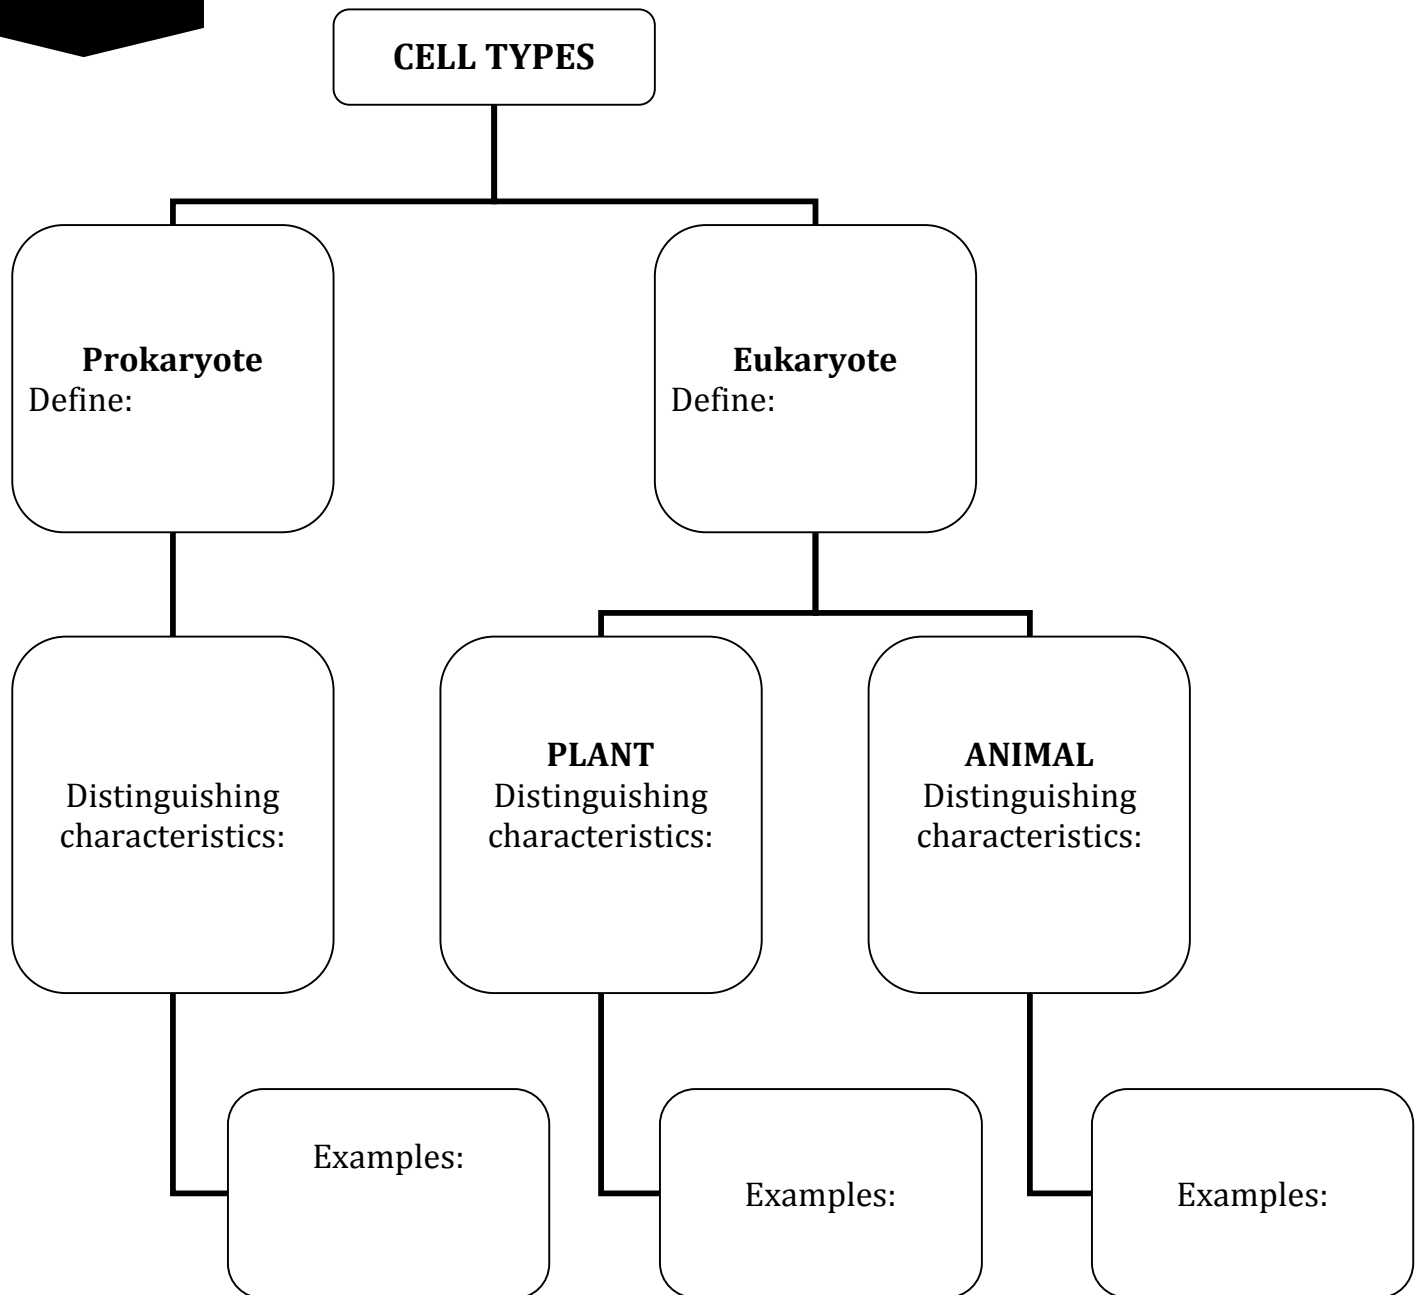 CELL TYPES
Prokaryote
Define:
Eukaryote
Define:
Distinguishing
characteristics:
PLANT
Distinguishing
characteristics:
ANIMAL
Distinguishing
characteristics:
Examples:
Examples:
Examples: